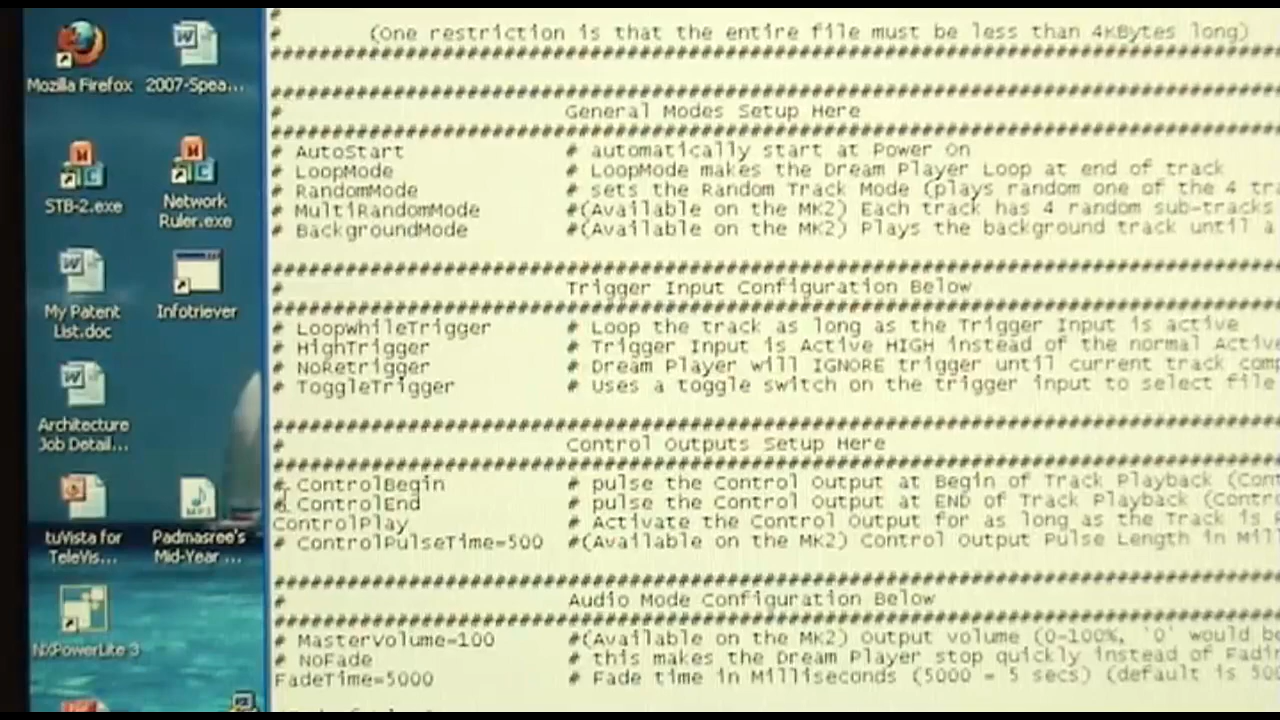 Mozilla Firefox
2007-Spea...
STB-2.exe
Network
Ruler.exe
My Patent
List.doc
Infotriever
Architecture
Job Detail...
tuVista for
TeleVis...
Padmasree's
Mid-Year ...
NXPowerLite 3
#
# (One restriction is that the entire file must be less than 4KBytes long)
# General Modes Setup Here
# AutoStart # automatically start at Power On
# LoopMode # LoopMode makes the Dream Player Loop at end of track
# RandomMode # sets the Random Track Mode (plays random one of the 4 tra
# MultiRandomMode #(Available on the MK2) Each track has 4 random sub-tracks
# BackgroundMode #(Available on the MK2) Plays the background track until a
# Trigger Input Configuration Below
# LoopwhileTrigger # Loop the track as long as the Trigger Input is active
# HighTrigger # Trigger Input is Active HIGH instead of the normal Active
# NoRetrigger # Dream Player will IGNORE trigger until current track comp
# ToggleTrigger # Uses a toggle switch on the trigger input to select file
# Control Outputs Setup Here
# ControlBegin # pulse the Control Output at Begin of Track Playback (Cont
# ControlEnd # pulse the Control Output at END of Track Playback (Contr
ControlPlay # Activate the Control Output for as long as the Track is
# ControlPulseTime=500 #(Available on the MK2) Control Output Pulse Length in Mill
# Audio Mode Configuration Below
# MasterVolume=100 #(Available on the MK2) Output volume (0-100%, '0' would be
# NoFade # this makes the Dream Player stop quickly instead of Fadin
FadeTime=5000 # Fade time in Milliseconds (5000 = 5 secs) (default is 500